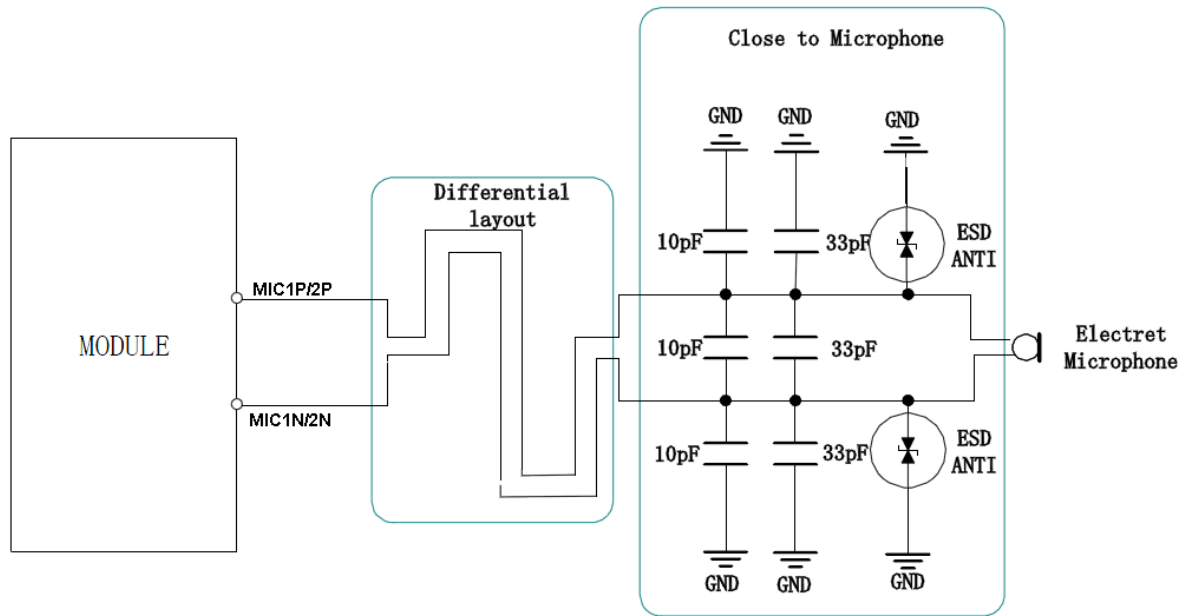 Close to Microphone
GND
GND
GND
Differential
layout
10pF
33pF
ESD
ANTI
MIC1P/2P
MODULE
10pF
33pF
Electret
Microphone
MIC1N/2N
10pF
33pF
ESD
ANTI
GND
GND
GND